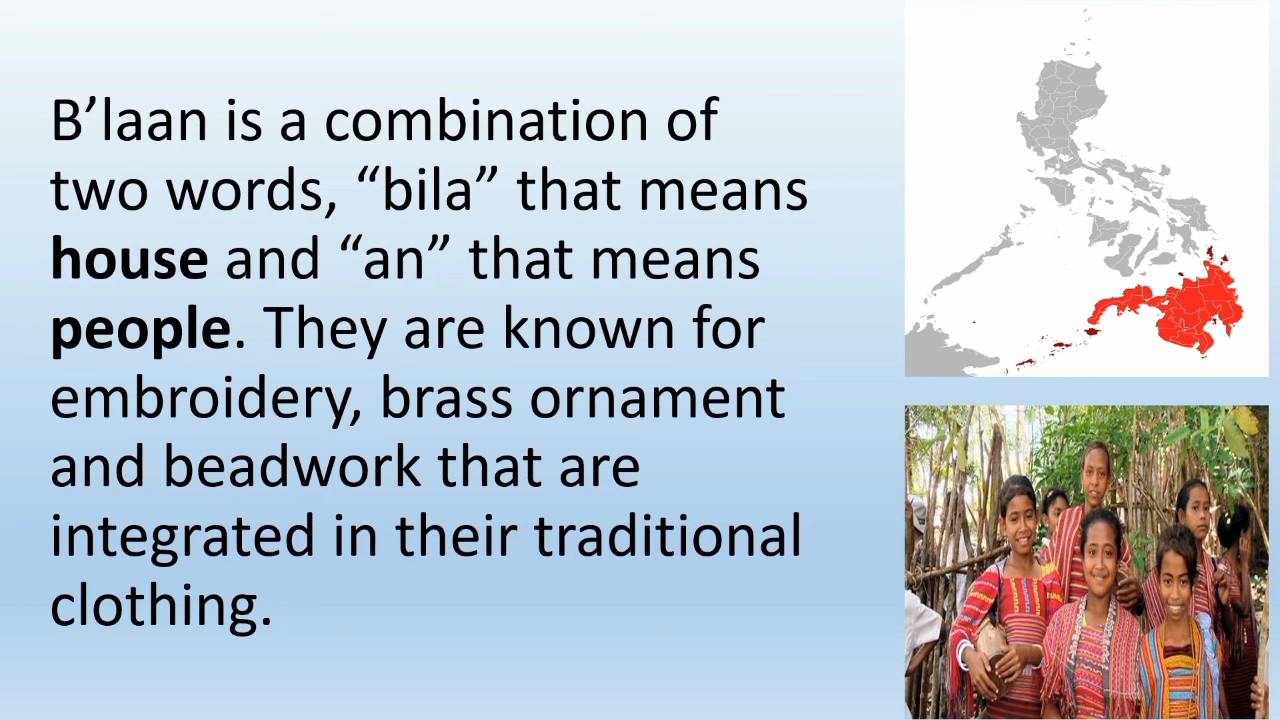 B’laan is a combination of
two words, “bila” that means
house and “an” that means
people. They are known for
embroidery, brass ornament
and beadwork that are
integrated in their traditional
clothing.